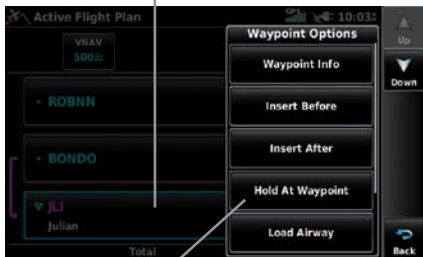 Active Flight Plan
10:03
VNAV
500
ROBNN
BONDO
JLI
Julian
Total
Waypoint Options
Waypoint Info
Insert Before
Insert After
Hold At Waypoint
Load Airway
Up
Down
Back